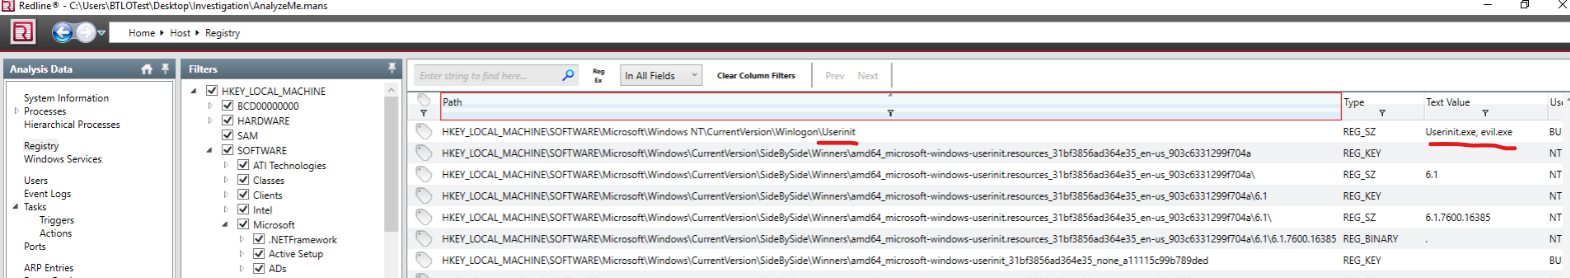 Redline® - C:\Users\BTLOTest\Desktop\Investigation\AnalyzeMe.mans
Home Host Registry
Analysis Data
System Information
Processes
Hierarchical Processes
Registry
Windows Services
Users
Event Logs
Tasks
Triggers
Actions
Ports
ARP Entries
Filters
HKEY_LOCAL_MACHINE
BCD00000000
HARDWARE
SAM
SOFTWARE
ATI Technologies
Classes
Clients
Intel
Microsoft
.NETFramework
Active Setup
ADs
Enter string to find here... Reg Ex In All Fields Clear Column Filters Prev Next
Path Type Text Value Use
HKEY_LOCAL_MACHINE\SOFTWARE\Microsoft\Windows NT\CurrentVersion\Winlogon\Userinit REG_SZ Userinit.exe, evil.exe BU
HKEY_LOCAL_MACHINE\SOFTWARE\Microsoft\Windows\CurrentVersion\SideBySide\Winners\amd64_microsoft-windows-userinit.resources_31bf3856ad364e35_en-us_903c6331299f704a REG_KEY NT
HKEY_LOCAL_MACHINE\SOFTWARE\Microsoft\Windows\CurrentVersion\SideBySide\Winners\amd64_microsoft-windows-userinit.resources_31bf3856ad364e35_en-us_903c6331299f704a\ REG_SZ 6.1 NT
HKEY_LOCAL_MACHINE\SOFTWARE\Microsoft\Windows\CurrentVersion\SideBySide\Winners\amd64_microsoft-windows-userinit.resources_31bf3856ad364e35_en-us_903c6331299f704a\6.1 REG_KEY NT
HKEY_LOCAL_MACHINE\SOFTWARE\Microsoft\Windows\CurrentVersion\SideBySide\Winners\amd64_microsoft-windows-userinit.resources_31bf3856ad364e35_en-us_903c6331299f704a\6.1\ REG_SZ 6.1.7600.16385 NT
HKEY_LOCAL_MACHINE\SOFTWARE\Microsoft\Windows\CurrentVersion\SideBySide\Winners\amd64_microsoft-windows-userinit.resources_31bf3856ad364e35_en-us_903c6331299f704a\6.1\6.1.7600.16385 REG_BINARY . NT
HKEY_LOCAL_MACHINE\SOFTWARE\Microsoft\Windows\CurrentVersion\SideBySide\Winners\amd64_microsoft-windows-userinit_31bf3856ad364e35_none_a11115c99b789ded REG_KEY BU